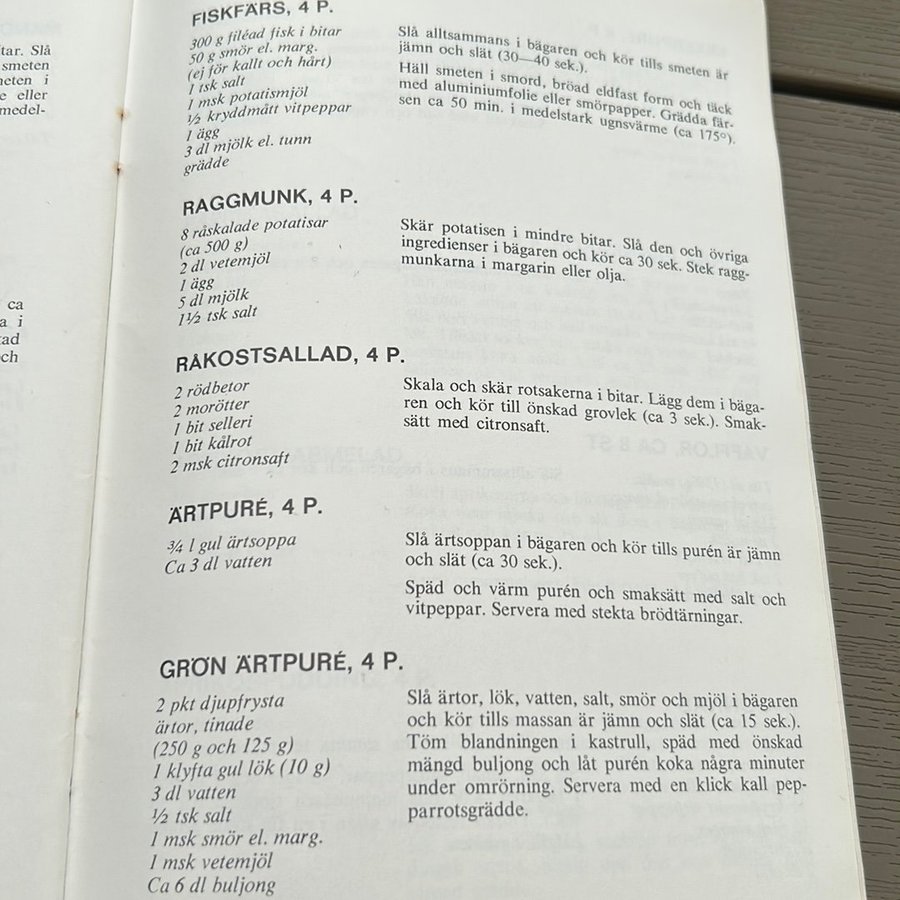 tar. Slå
smeten
neten i
e eller
medel-
ca
a i
tad
ch
FISKFÄRS, 4 P.
300 g filéad fisk i bitar
50 g smör el. marg.
(ej för kallt och hårt)
1 tsk salt
1 msk potatismjöl
½ kryddmått vitpeppar
1 ägg
3 dl mjölk el. tunn
grädde
Slå alltsammans i bägaren och kör tills smeten är
jämn och slät (30—40 sek.).
Häll smeten i smord, bröad eldfast form och täck
med aluminiumfolie eller smörpapper. Grädda fär-
sen ca 50 min. i medelstark ugnsvärme (ca 175°).
RAGGMUNK, 4 P.
8 råskalade potatisar
(ca 500 g)
2 dl vetemjöl
1 ägg
5 dl mjölk
1½ tsk salt
Skär potatisen i mindre bitar. Slå den och övriga
ingredienser i bägaren och kör ca 30 sek. Stek ragg-
munkarna i margarin eller olja.
RÅKOSTSALLAD, 4 P.
2 rödbetor
2 morötter
1 bit selleri
1 bit kålrot
2 msk citronsaft
Skala och skär rotsakerna i bitar. Lägg dem i bäga-
ren och kör till önskad grovlek (ca 3 sek.). Smak-
sätt med citronsaft.
ÄRTPURÉ, 4 P.
¾ l gul ärtsoppa
Ca 3 dl vatten
Slå ärtsoppan i bägaren och kör tills purén är jämn
och slät (ca 30 sek.).
Späd och värm purén och smaksätt med salt och
vitpeppar. Servera med stekta brödtärningar.
GRÖN ÄRTPURÉ, 4 P.
2 pkt djupfrysta
ärtor, tinade
(250 g och 125 g)
1 klyfta gul lök (10 g)
3 dl vatten
½ tsk salt
1 msk smör el. marg.
1 msk vetemjöl
Ca 6 dl buljong
Slå ärtor, lök, vatten, salt, smör och mjöl i bägaren
och kör tills massan är jämn och slät (ca 15 sek.).
Töm blandningen i kastrull, späd med önskad
mängd buljong och låt purén koka några minuter
under omrörning. Servera med en klick kall pep-
parrotsgrädde.